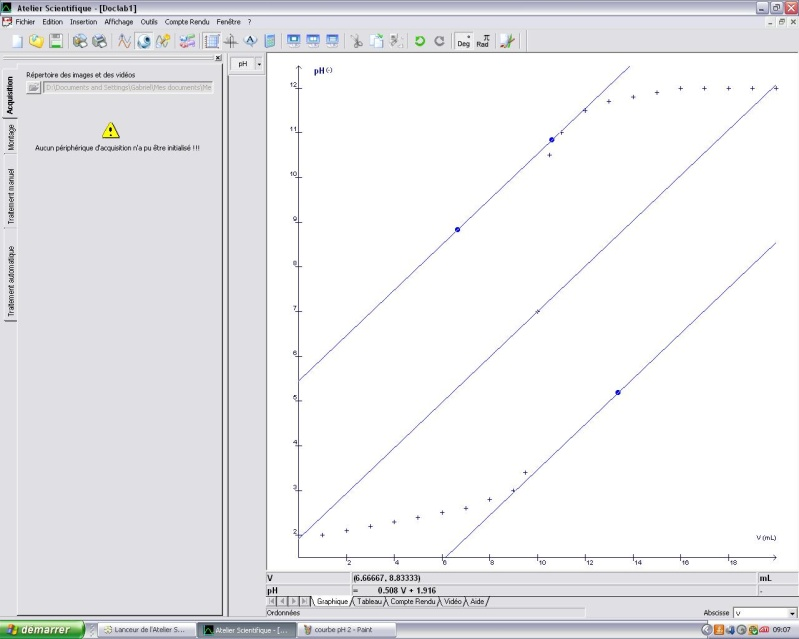 Atelier Scientifique - [Doclab1]
Fichier Edition Insertion Affichage Outils Compte Rendu Fenêtre ?
Deg ° π Rad
Acquisition
Montage
Traitement manuel
Traitement automatique
Répertoire des images et des vidéos
D:\Documents and Settings\Gabriel\Mes documents\Me
Aucun périphérique d'acquisition n'a pu être initialisé !!!
pH
pH (-)
12
11
10
9
8
7
6
5
4
3
2
2 4 6 8 10 12 14 16 18
V (mL)
V (6.66667, 8.83333) mL
pH = 0.508 V + 1.916 -
Graphique Tableau Compte Rendu Vidéo Aide
Ordonnées
Abscisse V
démarrer Lanceur de l'Atelier S... Atelier Scientifique - [... courbe pH 2 - Paint 09:07